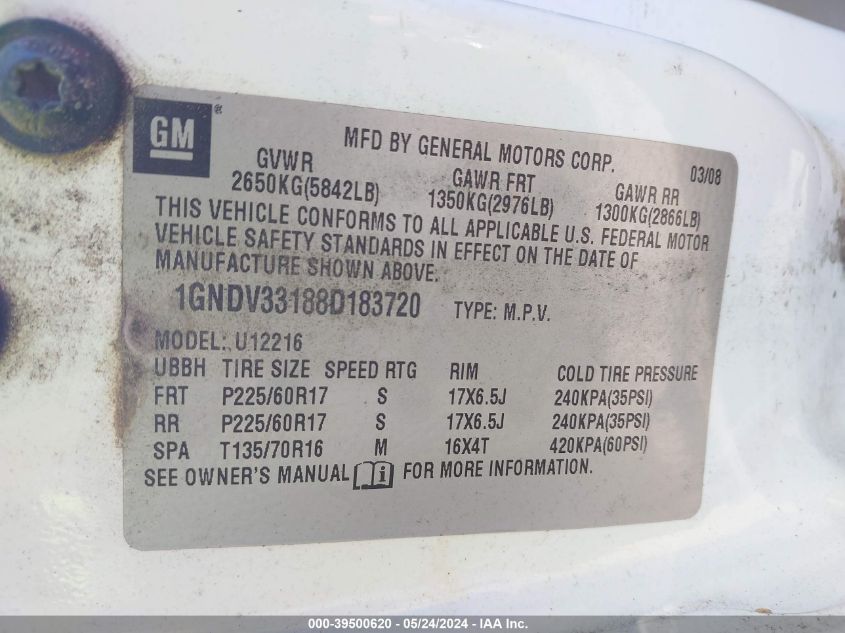 GM®
MFD BY GENERAL MOTORS CORP. 03/08
GVWR GAWR FRT GAWR RR
2650KG(5842LB) 1350KG(2976LB) 1300KG(2866LB)
THIS VEHICLE CONFORMS TO ALL APPLICABLE U.S. FEDERAL MOTOR
VEHICLE SAFETY STANDARDS IN EFFECT ON THE DATE OF
MANUFACTURE SHOWN ABOVE.
1GNDV33188D183720 TYPE: M.P.V.
MODEL: U12216
UBBH TIRE SIZE SPEED RTG RIM COLD TIRE PRESSURE
FRT P225/60R17 S 17X6.5J 240KPA(35PSI)
RR P225/60R17 S 17X6.5J 240KPA(35PSI)
SPA T135/70R16 M 16X4T 420KPA(60PSI)
SEE OWNER'S MANUAL i FOR MORE INFORMATION.
000-39500620 - 05/24/2024 - IAA Inc.